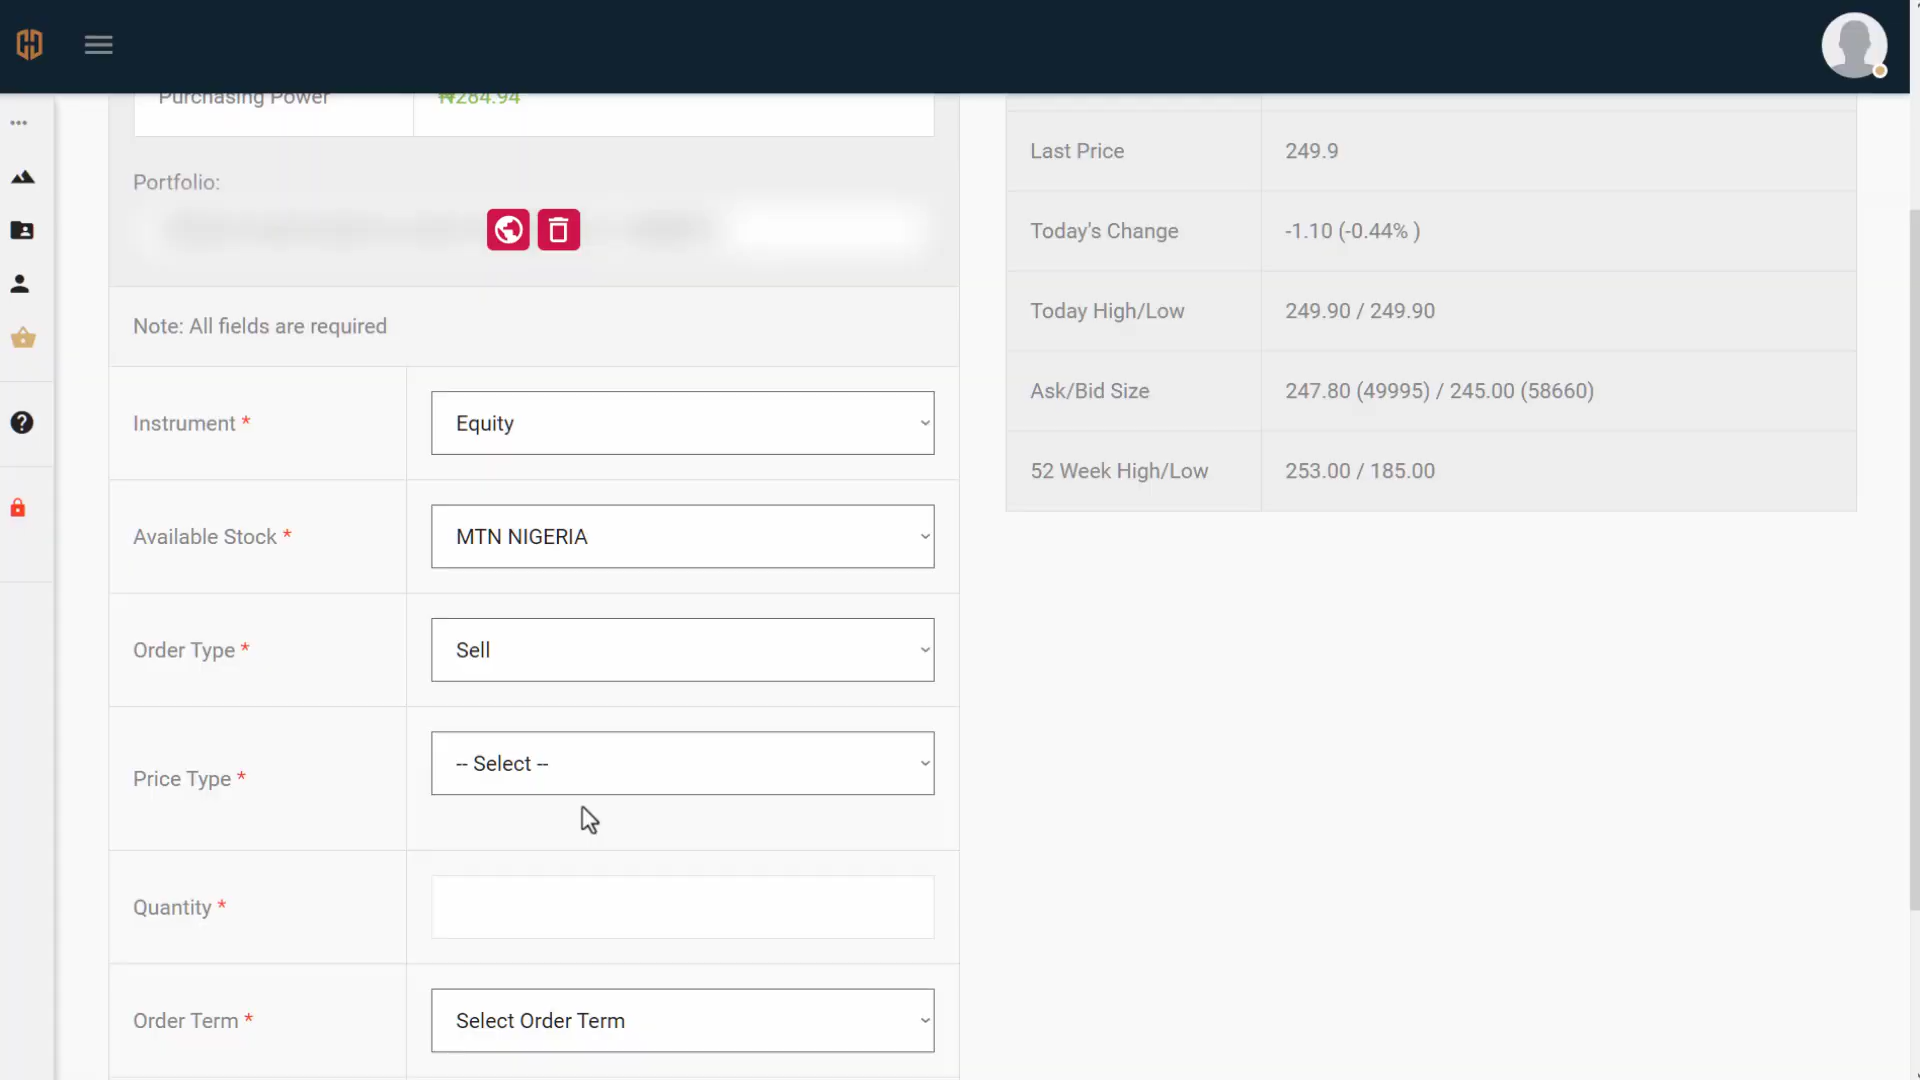 Purchasing Power
₦284.94
Portfolio:
Note: All fields are required
Instrument *
Equity
Available Stock *
MTN NIGERIA
Order Type *
Sell
Price Type *
-- Select --
Quantity *
Order Term *
Select Order Term
Last Price
249.9
Today's Change
-1.10 (-0.44% )
Today High/Low
249.90 / 249.90
Ask/Bid Size
247.80 (49995) / 245.00 (58660)
52 Week High/Low
253.00 / 185.00